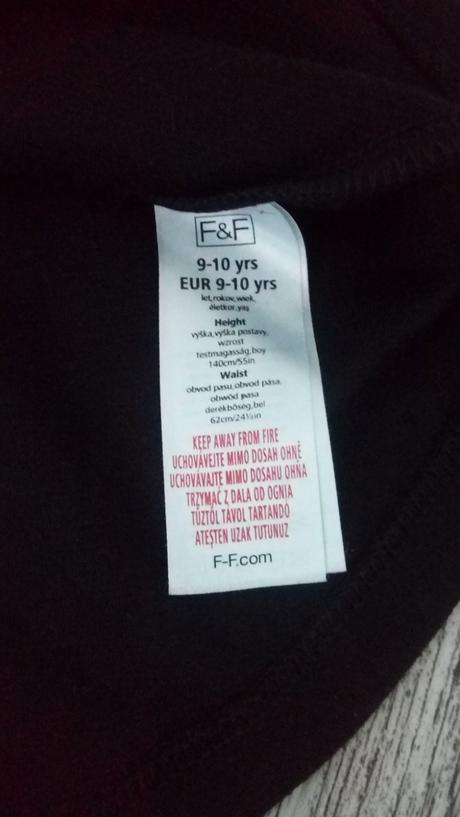 F&F
9-10 yrs
EUR 9-10 yrs
let,rokov,wiek,
életkor,yaş
Height
výška,výška postavy,
wzrost
testmagasság,boy
140cm/55in
Waist
obvod pasu,obvod pása,
obwód pasa
derékbőség,bel
62cm/24½in
KEEP AWAY FROM FIRE
UCHOVÁVEJTE MIMO DOSAH OHNĚ
UCHOVÁVAJTE MIMO DOSAHU OHŇA
TRZYMAĆ Z DALA OD OGNIA
TŰZTŐL TÁVOL TARTANDÓ
ATEŞTEN UZAK TUTUNUZ
F-F.com